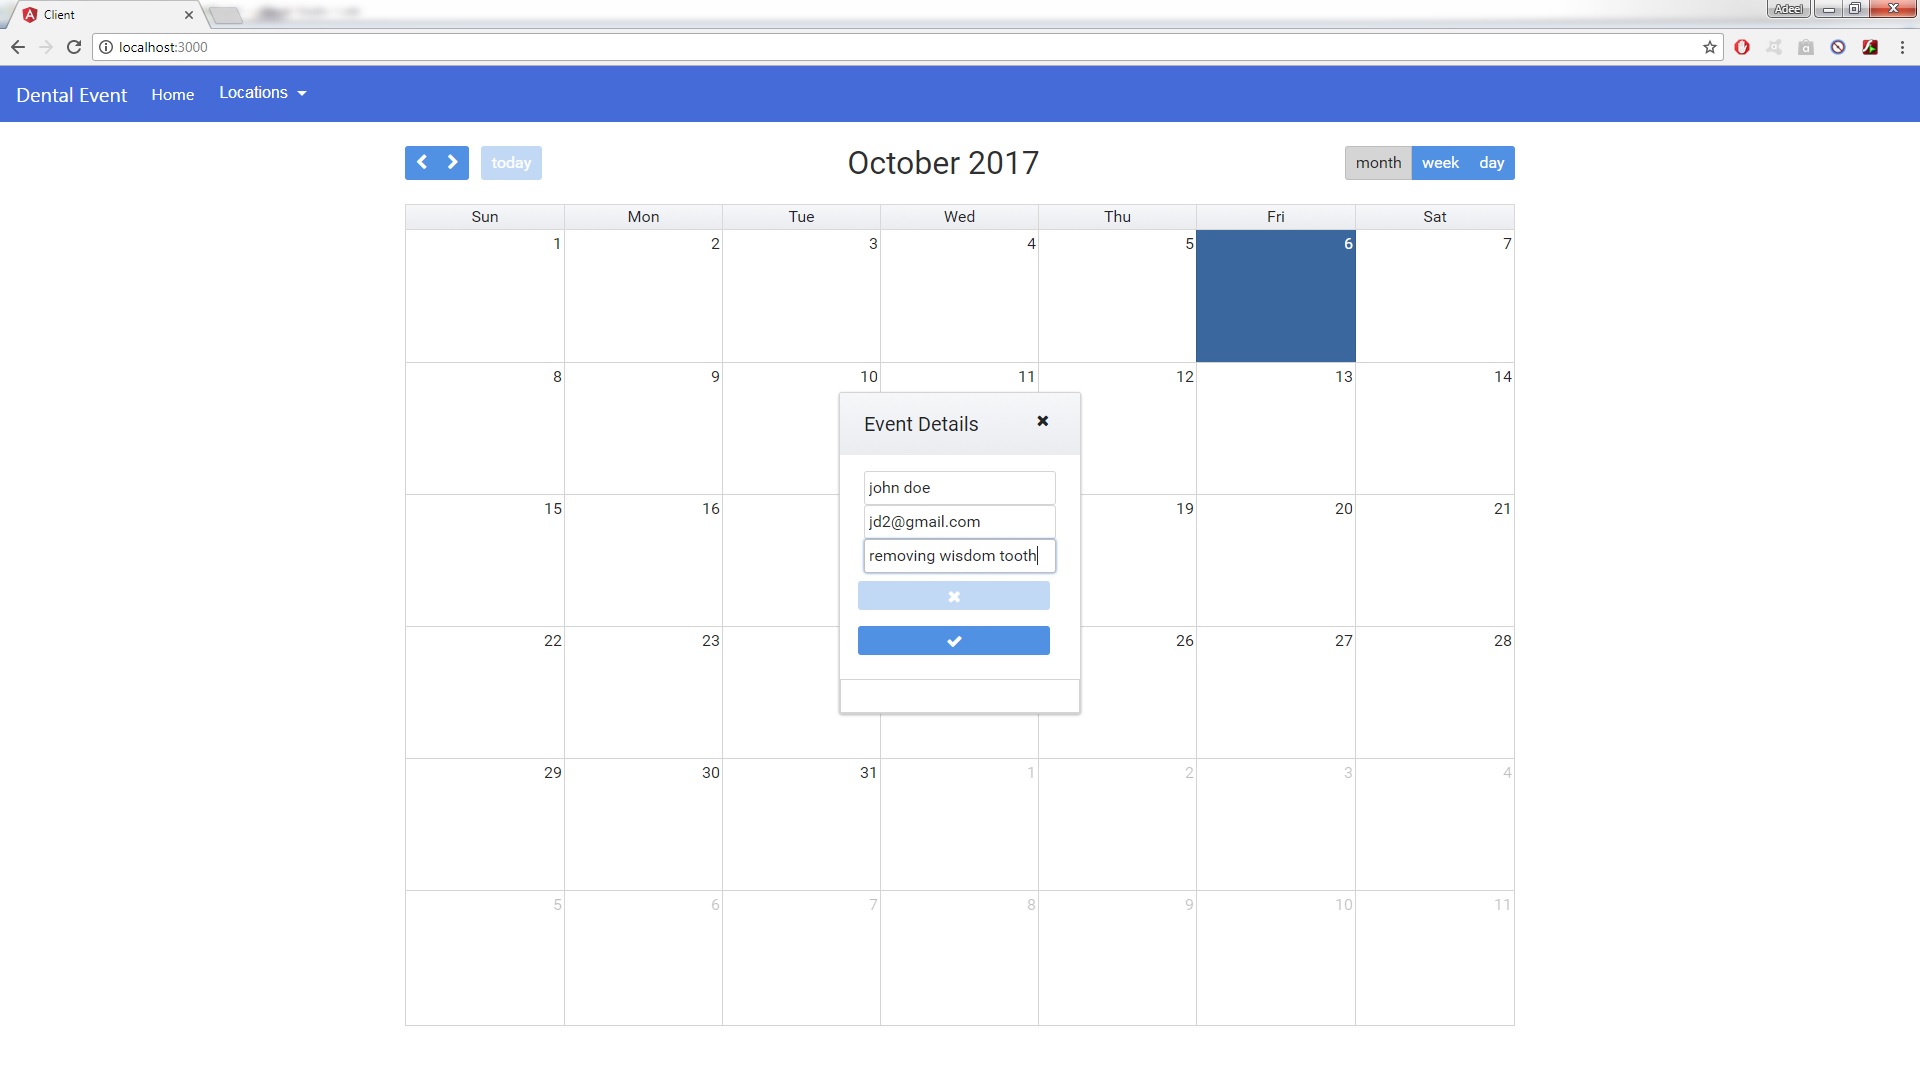 Client
Adeel
localhost:3000
Dental Event Home Locations
today October 2017 month week day
Sun Mon Tue Wed Thu Fri Sat
1 2 3 4 5 6 7
8 9 10 11 12 13 14
Event Details
john doe
15 16 19 20 21
jd2@gmail.com
removing wisdom tooth
22 23 26 27 28
29 30 31 1 2 3 4
5 6 7 8 9 10 11